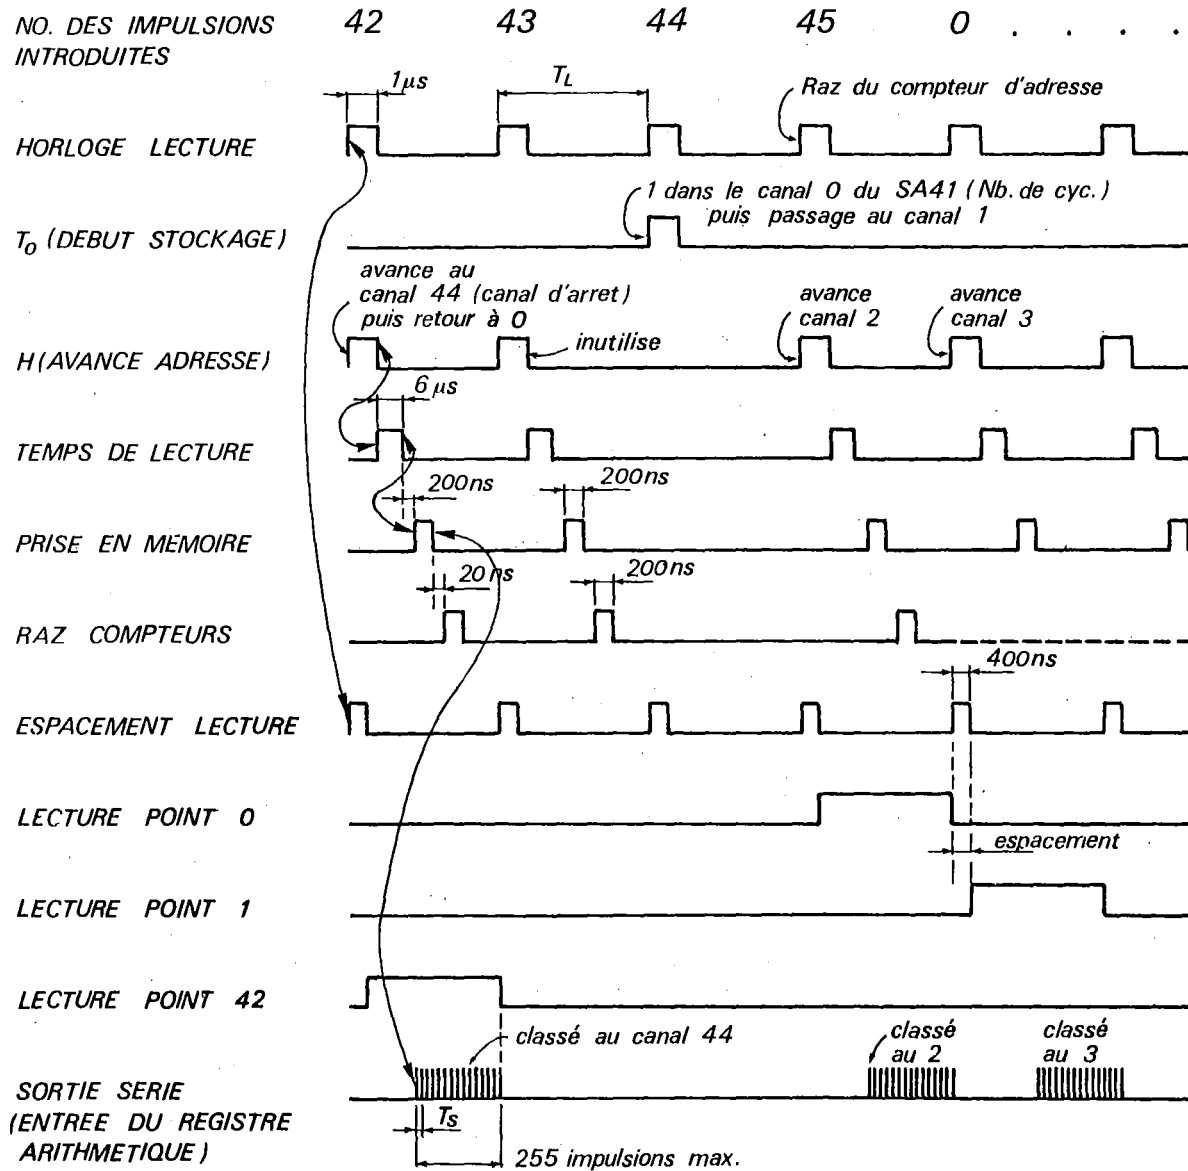 NO. DES IMPULSIONS 42 43 44 45 0 . . . .
INTRODUITES
1µs
T_L
Raz du compteur d'adresse
HORLOGE LECTURE
1 dans le canal 0 du SA41 (Nb. de cyc.)
puis passage au canal 1
T_0 (DEBUT STOCKAGE)
avance au
canal 44 (canal d'arret)
puis retour à 0
avance
canal 2
avance
canal 3
inutilise
H (AVANCE ADRESSE)
6 µs
TEMPS DE LECTURE
200ns
200ns
PRISE EN MEMOIRE
20ns
200ns
RAZ COMPTEURS
400ns
ESPACEMENT LECTURE
LECTURE POINT 0
espacement
LECTURE POINT 1
LECTURE POINT 42
classé au canal 44
classé
au 2
classé
au 3
SORTIE SERIE
(ENTREE DU REGISTRE
ARITHMETIQUE)
T_S
255 impulsions max.